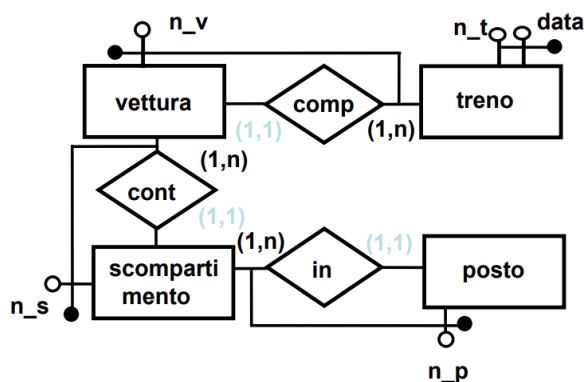 n_v
n_t
data
vettura
comp
treno
(1,1)
(1,n)
(1,n)
cont
(1,1)
(1,n)
(1,1)
scomparti
mento
in
posto
n_s
n_p